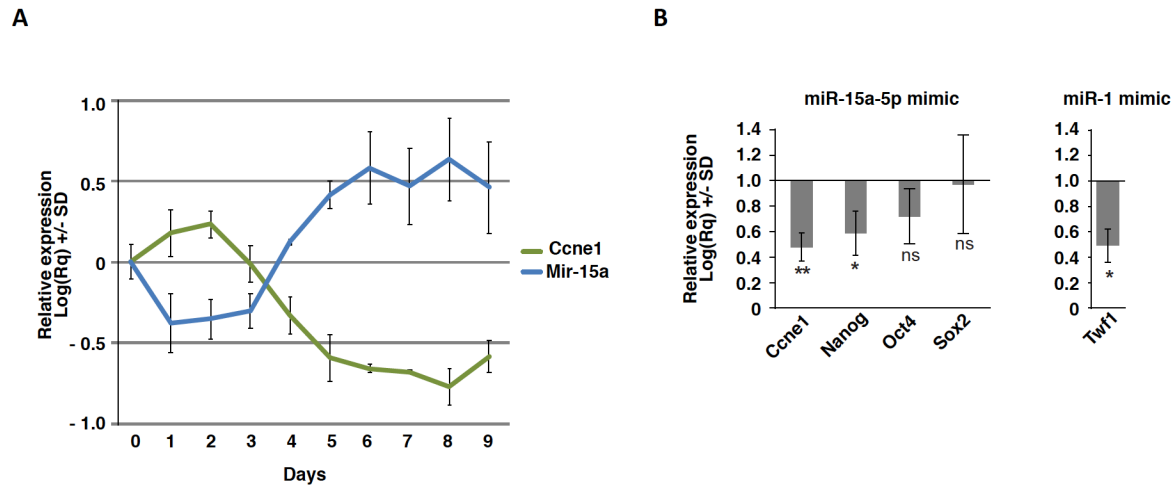 A
Relative expression
Log(Rq) +/- SD
1.0
0.5
0
- 0.5
- 1.0
0 1 2 3 4 5 6 7 8 9
Days
Ccne1
Mir-15a
B
miR-15a-5p mimic
Relative expression
Log(Rq) +/- SD
1.4
1.2
1.0
0.8
0.6
0.4
0.2
0
**
*
ns
ns
Ccne1
Nanog
Oct4
Sox2
miR-1 mimic
1.4
1.2
1.0
0.8
0.6
0.4
0.2
0
*
Twf1